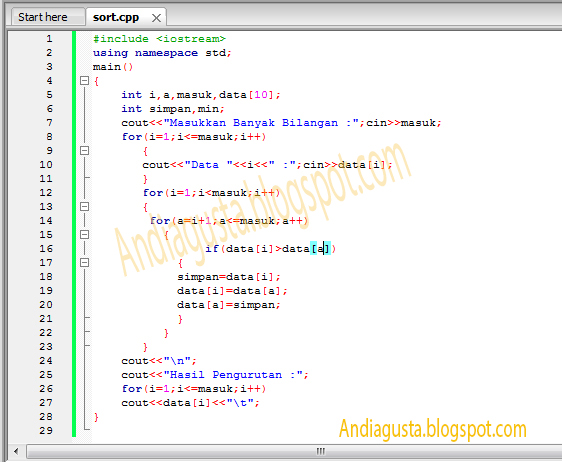 Start here sort.cpp
1 #include <iostream>
2 using namespace std;
3 main()
4 {
5 int i,a,masuk,data[10];
6 int simpan,min;
7 cout<<"Masukkan Banyak Bilangan :";cin>>masuk;
8 for(i=1;i<=masuk;i++)
9 {
10 cout<<"Data "<<i<<" :";cin>>data[i];
11 }
12 for(i=1;i<masuk;i++)
13 {
14 for(a=i+1;a<=masuk;a++)
15 {
16 if(data[i]>data[a])
17 {
18 simpan=data[i];
19 data[i]=data[a];
20 data[a]=simpan;
21 }
22 }
23 }
24 cout<<"\n";
25 cout<<"Hasil Pengurutan :";
26 for(i=1;i<=masuk;i++)
27 cout<<data[i]<<"\t";
28 }
29
Andiagusta.blogspot.com
Andiagusta.blogspot.com